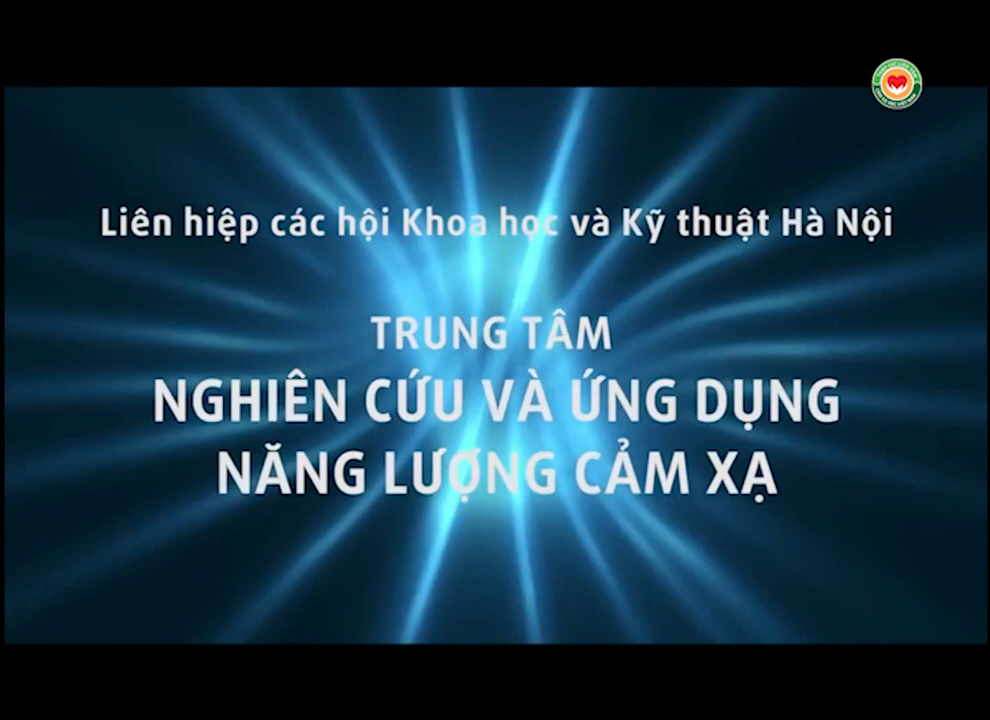 Liên hiệp các hội Khoa học và Kỹ thuật Hà Nội
TRUNG TÂM
NGHIÊN CỨU VÀ ỨNG DỤNG
NĂNG LƯỢNG CẢM XẠ